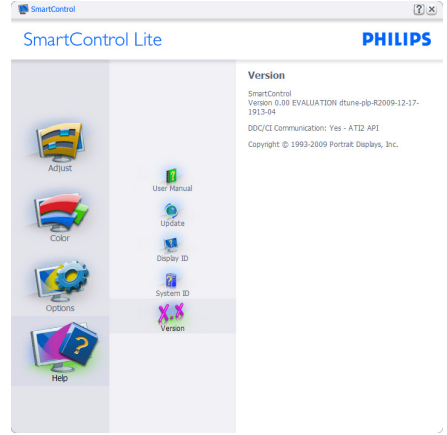 SmartControl
SmartControl Lite
PHILIPS
Adjust
Color
Options
Help
User Manual
Update
Display ID
System ID
X.X
Version
Version
SmartControl
Version 0.00 EVALUATION dtune-plp-R2009-12-17-
1913-04
DDC/CI Communication: Yes - ATI2 API
Copyright © 1993-2009 Portrait Displays, Inc.